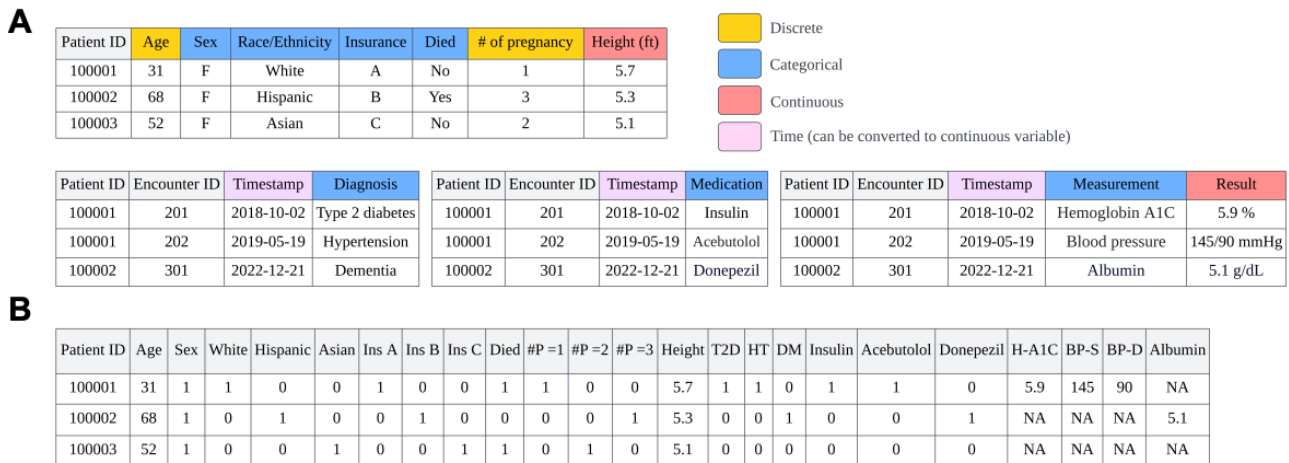 A
Patient ID Age Sex Race/Ethnicity Insurance Died # of pregnancy Height (ft)
100001 31 F White A No 1 5.7
100002 68 F Hispanic B Yes 3 5.3
100003 52 F Asian C No 2 5.1
Discrete
Categorical
Continuous
Time (can be converted to continuous variable)
Patient ID Encounter ID Timestamp Diagnosis
100001 201 2018-10-02 Type 2 diabetes
100001 202 2019-05-19 Hypertension
100002 301 2022-12-21 Dementia
Patient ID Encounter ID Timestamp Medication
100001 201 2018-10-02 Insulin
100001 202 2019-05-19 Acebutolol
100002 301 2022-12-21 Donepezil
Patient ID Encounter ID Timestamp Measurement Result
100001 201 2018-10-02 Hemoglobin A1C 5.9 %
100001 202 2019-05-19 Blood pressure 145/90 mmHg
100002 301 2022-12-21 Albumin 5.1 g/dL
B
Patient ID Age Sex White Hispanic Asian Ins A Ins B Ins C Died #P =1 #P =2 #P =3 Height T2D HT DM Insulin Acebutolol Donepezil H-A1C BP-S BP-D Albumin
100001 31 1 1 0 0 1 0 0 1 1 0 0 5.7 1 1 0 1 1 0 5.9 145 90 NA
100002 68 1 0 1 0 0 1 0 0 0 0 1 5.3 0 0 1 0 0 1 NA NA NA 5.1
100003 52 1 0 0 1 0 0 1 1 0 1 0 5.1 0 0 0 0 0 0 NA NA NA NA